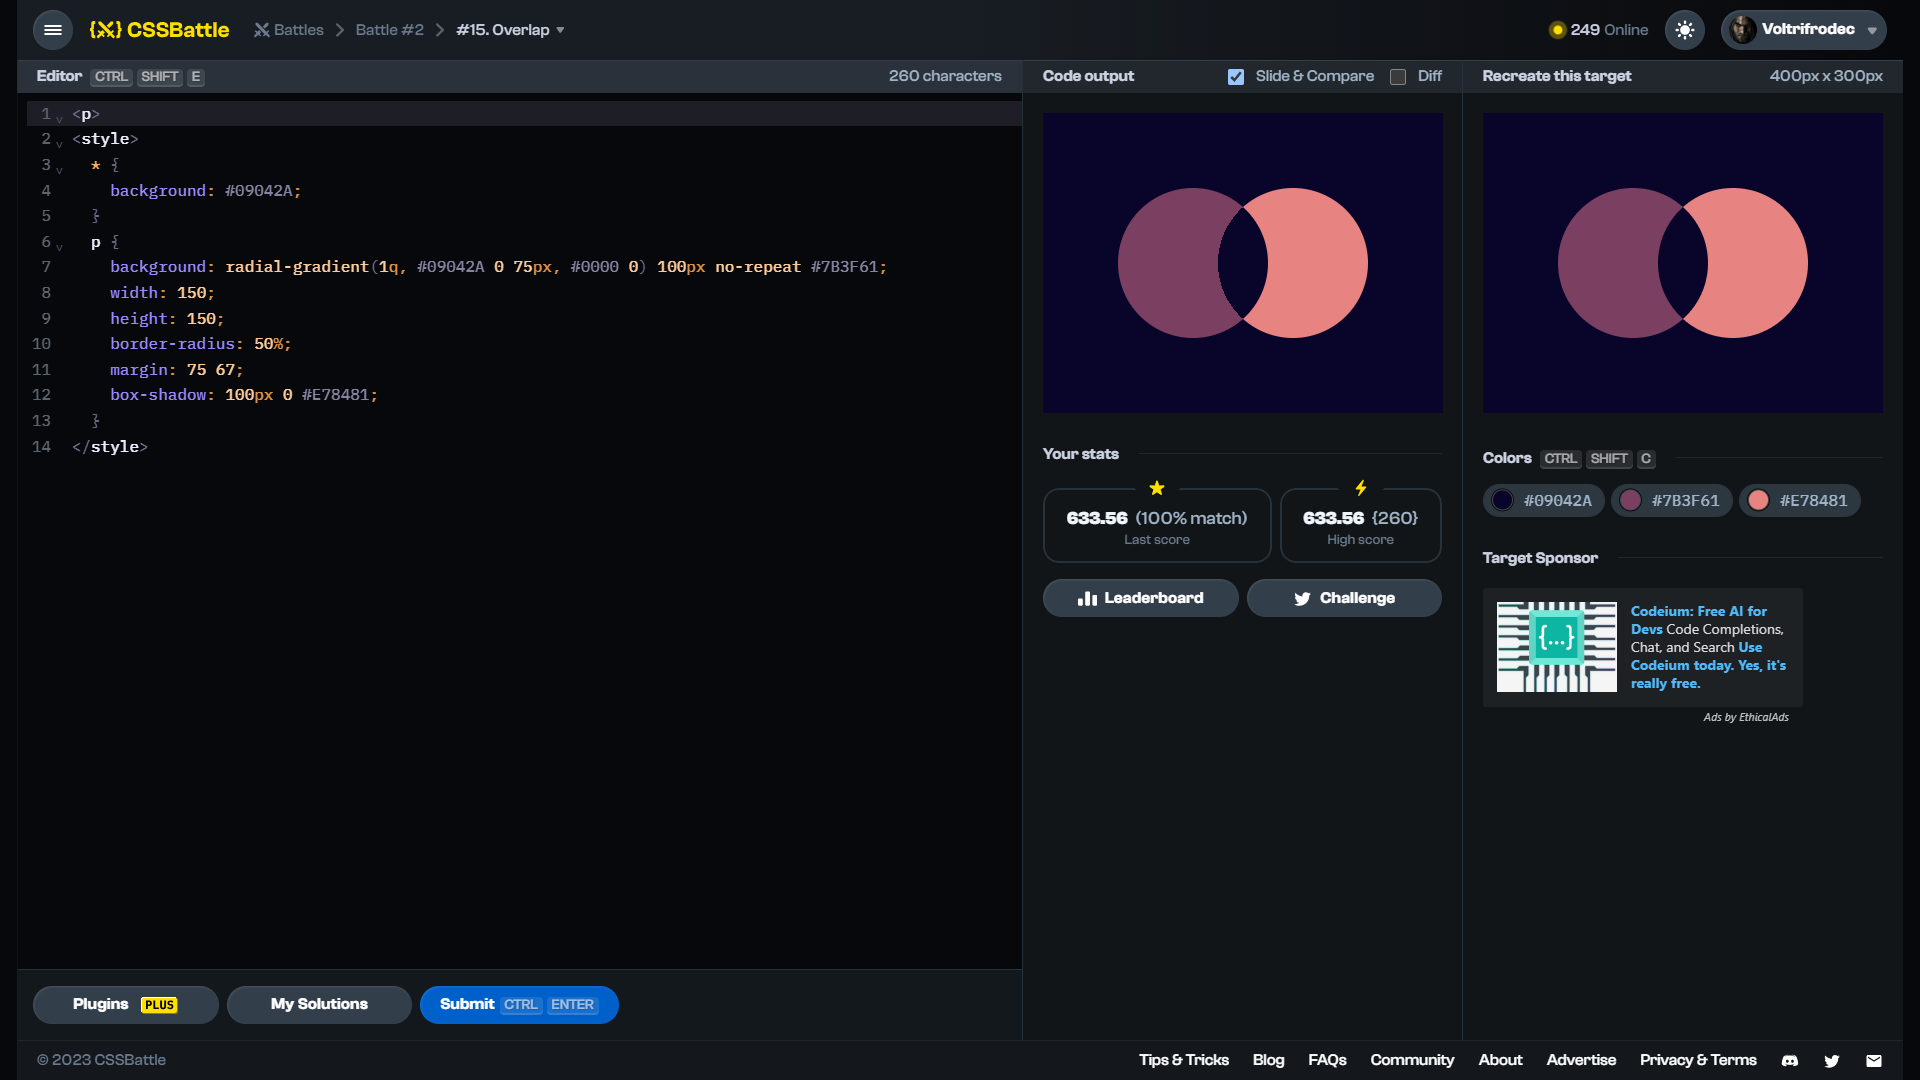 {X} CSSBattle Battles > Battle #2 > #15. Overlap 249 Online Voltrifrodec
Editor CTRL SHIFT E 260 characters
1 <p>
2 <style>
3 * {
4 background: #09042A;
5 }
6 p {
7 background: radial-gradient(1q, #09042A 0 75px, #0000 0) 100px no-repeat #7B3F61;
8 width: 150;
9 height: 150;
10 border-radius: 50%;
11 margin: 75 67;
12 box-shadow: 100px 0 #E78481;
13 }
14 </style>
Plugins PLUS My Solutions Submit CTRL ENTER
Code output Slide & Compare Diff
Your stats
633.56 (100% match)
Last score
633.56 {260}
High score
Leaderboard Challenge
Recreate this target 400px x 300px
Colors CTRL SHIFT C
#09042A #7B3F61 #E78481
Target Sponsor
{...}
Codeium: Free AI for
Devs Code Completions,
Chat, and Search Use
Codeium today. Yes, it's
really free.
Ads by EthicalAds
© 2023 CSSBattle Tips & Tricks Blog FAQs Community About Advertise Privacy & Terms